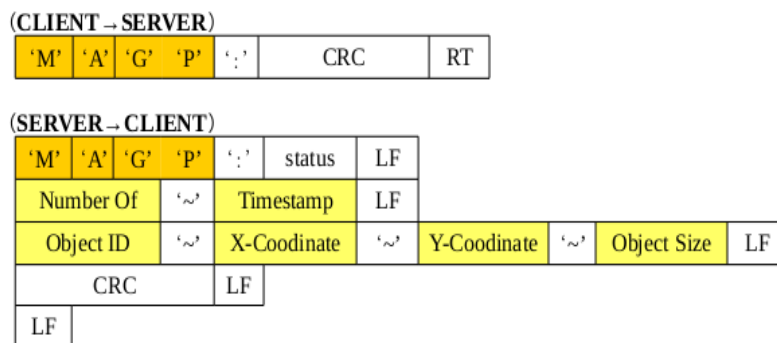 (CLIENT→SERVER)
‘M’ ‘A’ ‘G’ ‘P’ ‘:’ CRC RT
(SERVER→CLIENT)
‘M’ ‘A’ ‘G’ ‘P’ ‘:’ status LF
Number Of ‘~’ Timestamp LF
Object ID ‘~’ X-Coodinate ‘~’ Y-Coodinate ‘~’ Object Size LF
CRC LF
LF